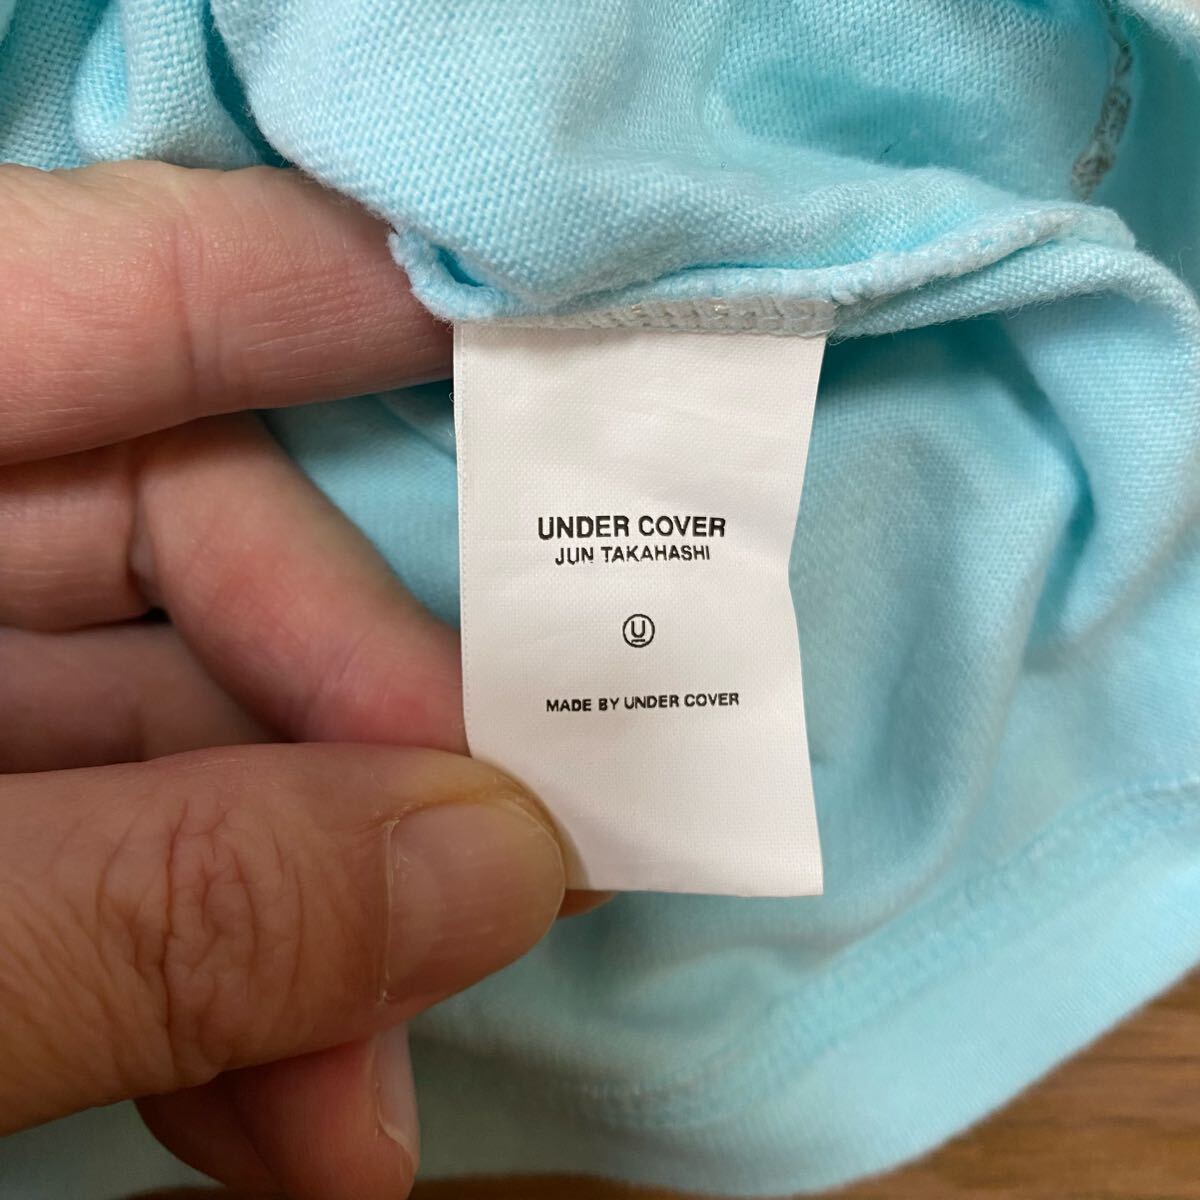 UNDER COVER
JUN TAKAHASHI
U
MADE BY UNDER COVER